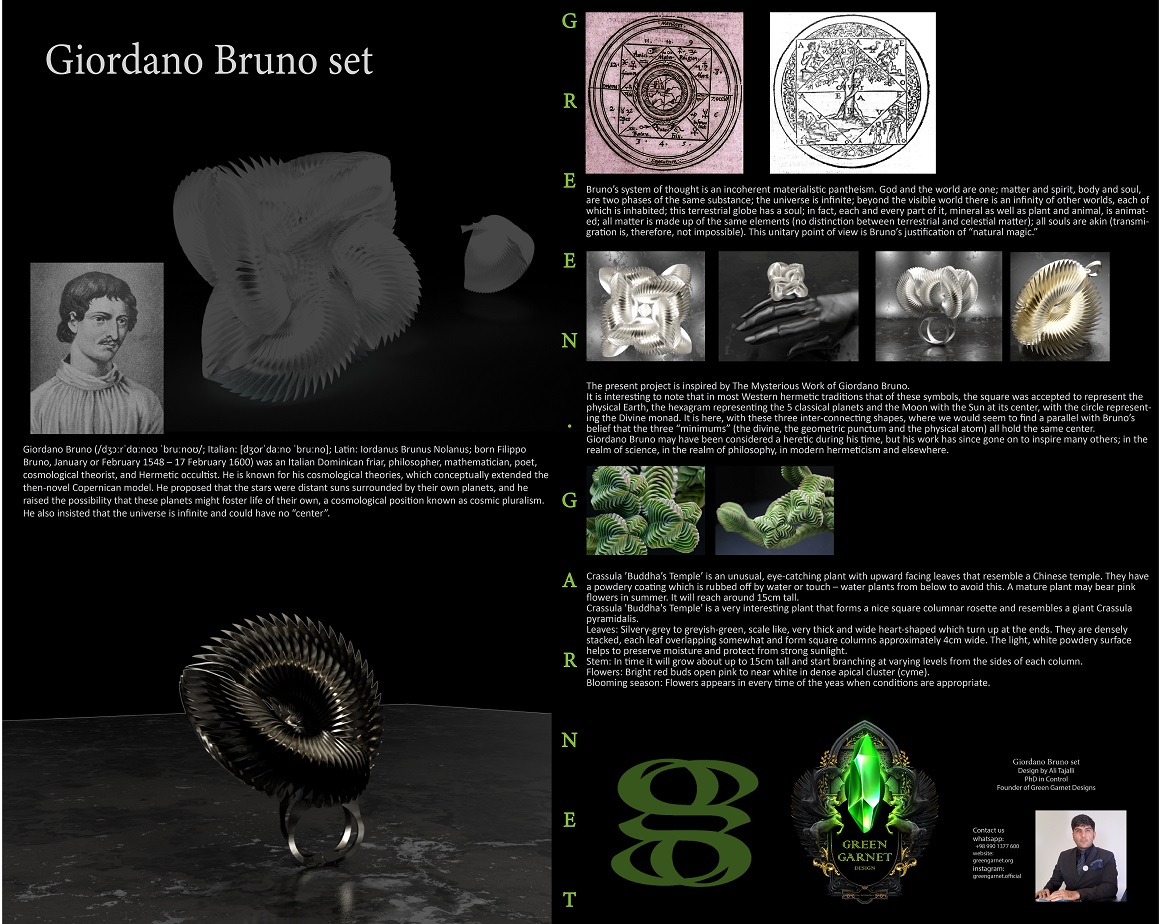 Giordano Bruno set
Giordano Bruno (/dʒɔːrˈdɑːnoʊ ˈbruːnoʊ/; Italian: [dʒorˈdaːno ˈbruːno]; Latin: Iordanus Brunus Nolanus; born Filippo
Bruno, January or February 1548 – 17 February 1600) was an Italian Dominican friar, philosopher, mathematician, poet,
cosmological theorist, and Hermetic occultist. He is known for his cosmological theories, which conceptually extended the
then-novel Copernican model. He proposed that the stars were distant suns surrounded by their own planets, and he
raised the possibility that these planets might foster life of their own, a cosmological position known as cosmic pluralism.
He also insisted that the universe is infinite and could have no “center”.
G
R
E
E
N
.
G
A
R
N
E
T
Bruno’s system of thought is an incoherent materialistic pantheism. God and the world are one; matter and spirit, body and soul,
are two phases of the same substance; the universe is infinite; beyond the visible world there is an infinity of other worlds, each of
which is inhabited; this terrestrial globe has a soul; in fact, each and every part of it, mineral as well as plant and animal, is animat-
ed; all matter is made up of the same elements (no distinction between terrestrial and celestial matter); all souls are akin (transmi-
gration is, therefore, not impossible). This unitary point of view is Bruno’s justification of “natural magic.”
The present project is inspired by The Mysterious Work of Giordano Bruno.
It is interesting to note that in most Western hermetic traditions that of these symbols, the square was accepted to represent the
physical Earth, the hexagram representing the 5 classical planets and the Moon with the Sun at its center, with the circle represent-
ing the Divine monad. It is here, with these three inter-connecting shapes, where we would seem to find a parallel with Bruno’s
belief that the three “minimums” (the divine, the geometric punctum and the physical atom) all hold the same center.
Giordano Bruno may have been considered a heretic during his time, but his work has since gone on to inspire many others; in the
realm of science, in the realm of philosophy, in modern hermeticism and elsewhere.
Crassula 'Buddha’s Temple' is an unusual, eye-catching plant with upward facing leaves that resemble a Chinese temple. They have
a powdery coating which is rubbed off by water or touch – water plants from below to avoid this. A mature plant may bear pink
flowers in summer. It will reach around 15cm tall.
Crassula 'Buddha’s Temple' is a very interesting plant that forms a nice square columnar rosette and resembles a giant Crassula
pyramidalis.
Leaves: Silvery-grey to greyish-green, scale like, very thick and wide heart-shaped which turn up at the ends. They are densely
stacked, each leaf overlapping somewhat and form square columns approximately 4cm wide. The light, white powdery surface
helps to preserve moisture and protect from strong sunlight.
Stem: In time it will grow about up to 15cm tall and start branching at varying levels from the sides of each column.
Flowers: Bright red buds open pink to near white in dense apical cluster (cyme).
Blooming season: Flowers appears in every time of the yeas when conditions are appropriate.
g
GREEN
GARNET
DESIGN
Giordano Bruno set
Design by Ali Tajalli
PhD in Control
Founder of Green Garnet Designs
Contact us
whatsapp:
+98 990 1377 600
website:
greengarnet.org
instagram:
greengarnet.official